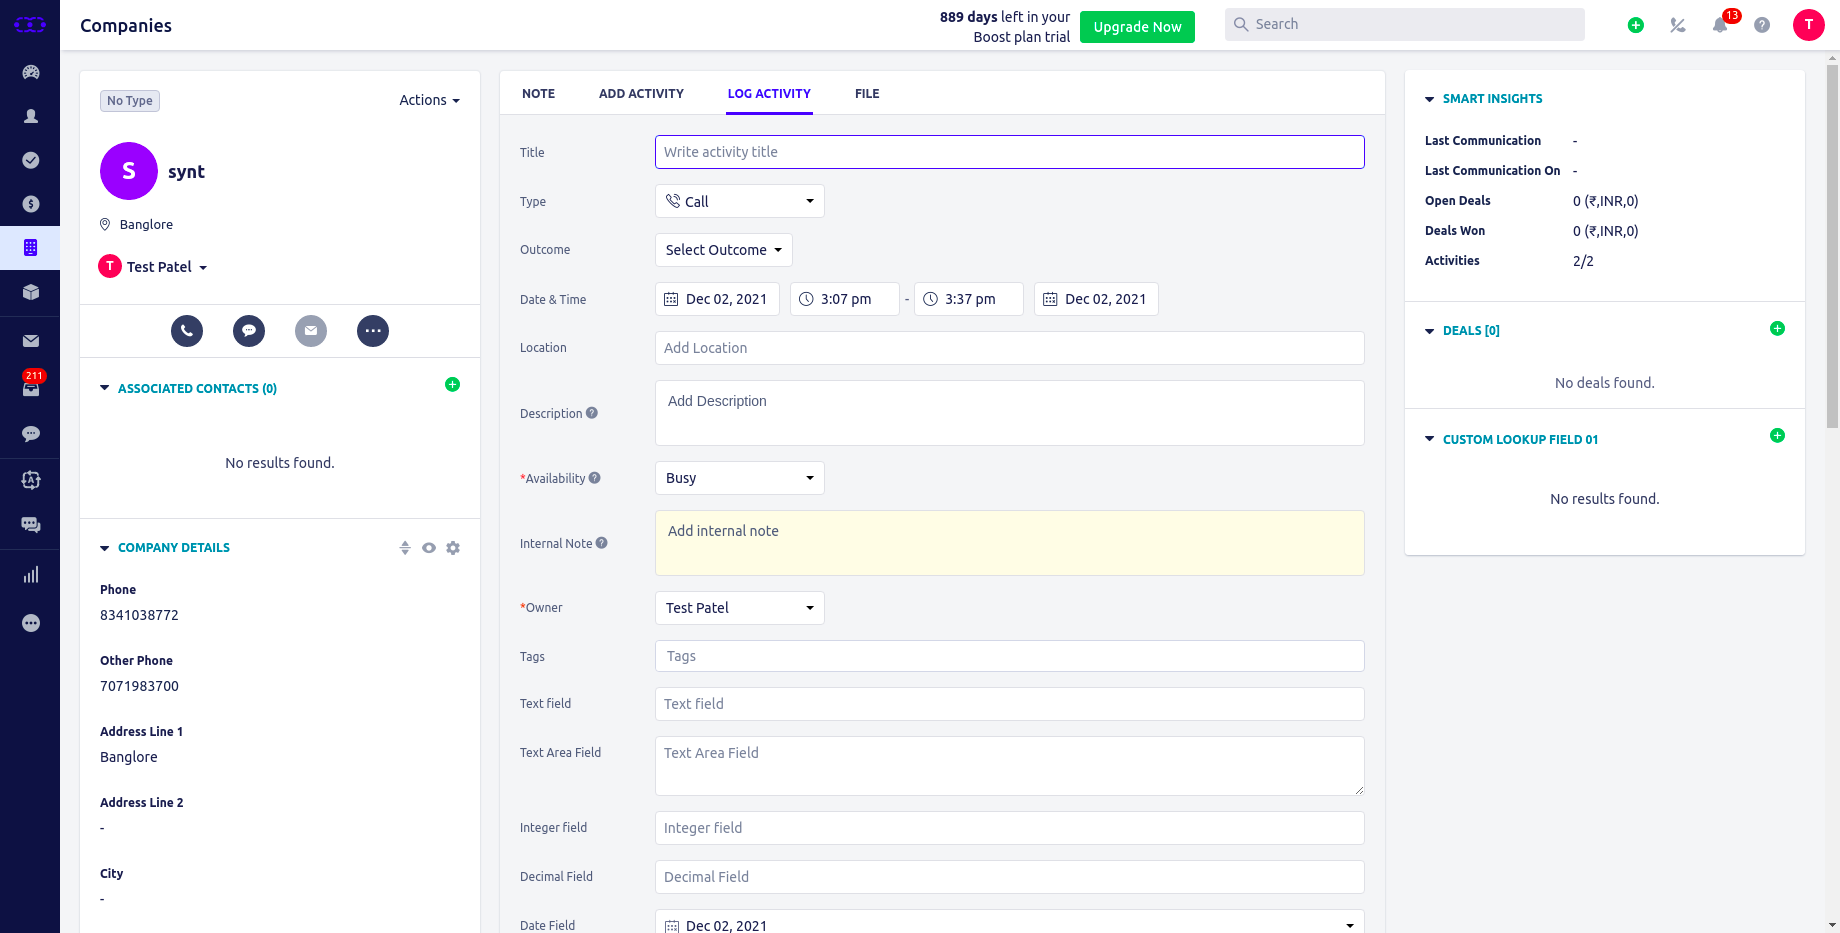 Companies
889 days left in your
Boost plan trial
Upgrade Now
Search
13
T
211
No Type
Actions
S
synt
Banglore
T
Test Patel
ASSOCIATED CONTACTS (0)
No results found.
COMPANY DETAILS
Phone
8341038772
Other Phone
7071983700
Address Line 1
Banglore
Address Line 2
-
City
-
NOTE
ADD ACTIVITY
LOG ACTIVITY
FILE
Title
Write activity title
Type
Call
Outcome
Select Outcome
Date & Time
Dec 02, 2021
3:07 pm
-
3:37 pm
Dec 02, 2021
Location
Add Location
Description
Add Description
*Availability
Busy
Internal Note
Add internal note
*Owner
Test Patel
Tags
Tags
Text field
Text field
Text Area Field
Text Area Field
Integer field
Integer field
Decimal Field
Decimal Field
Date Field
Dec 02, 2021
SMART INSIGHTS
Last Communication -
Last Communication On -
Open Deals 0 (₹,INR,0)
Deals Won 0 (₹,INR,0)
Activities 2/2
DEALS [0]
No deals found.
CUSTOM LOOKUP FIELD 01
No results found.